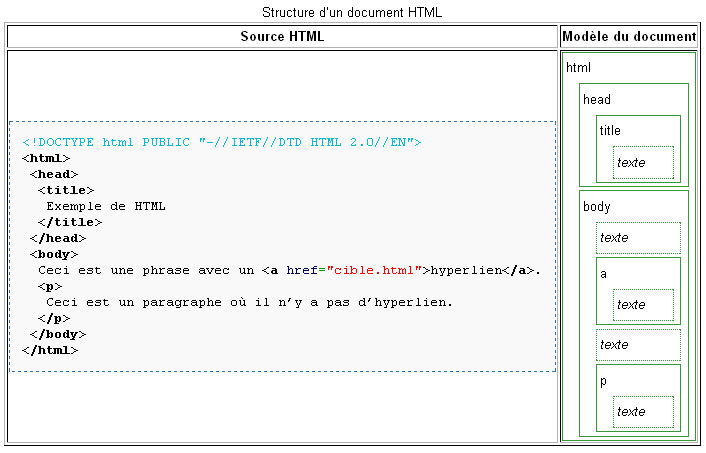 Structure d'un document HTML
Source HTML
Modèle du document
<!DOCTYPE html PUBLIC "-//IETF//DTD HTML 2.0//EN">
<html>
<head>
<title>
Exemple de HTML
</title>
</head>
<body>
Ceci est une phrase avec un <a href="cible.html">hyperlien</a>.
<p>
Ceci est un paragraphe où il n'y a pas d'hyperlien.
</p>
</body>
</html>
html
head
title
texte
body
texte
a
texte
texte
p
texte